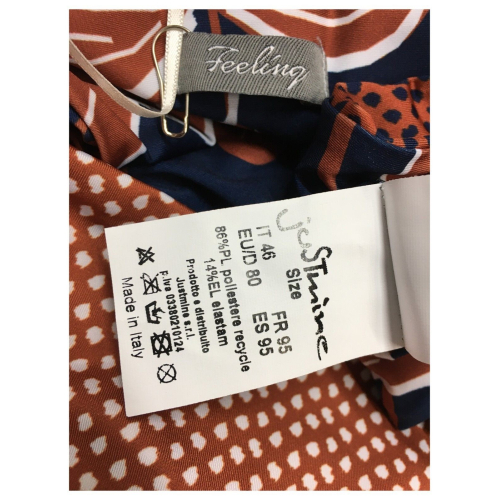 Feeling
jusTmine
Size
IT 46 FR 95
EU/D 80 ES 95
86%PL poliestere recycle
14%EL elastam
Prodotto e distribuito
Justmine s.r.l.
P.iva 03380210124
Made in Italy